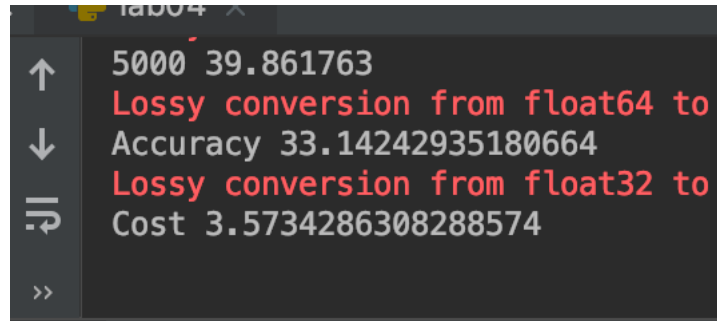 lab04
5000 39.861763
Lossy conversion from float64 to
Accuracy 33.14242935180664
Lossy conversion from float32 to
Cost 3.5734286308288574